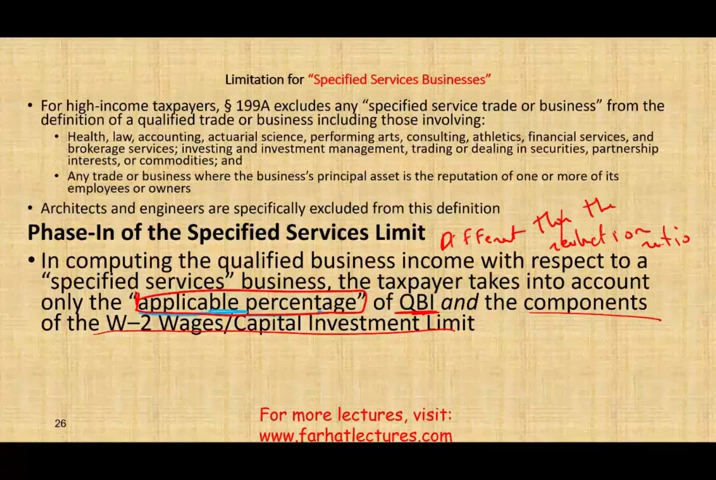 Limitation for “Specified Services Businesses”
• For high-income taxpayers, § 199A excludes any “specified service trade or business” from the
definition of a qualified trade or business including those involving:
• Health, law, accounting, actuarial science, performing arts, consulting, athletics, financial services, and
brokerage services; investing and investment management, trading or dealing in securities, partnership
interests, or commodities; and
• Any trade or business where the business’s principal asset is the reputation of one or more of its
employees or owners
• Architects and engineers are specifically excluded from this definition
Different than the
reduction ratio
Phase-In of the Specified Services Limit
• In computing the qualified business income with respect to a
“specified services” business, the taxpayer takes into account
only the “applicable percentage” of QBI and the components
of the W–2 Wages/Capital Investment Limit
26
For more lectures, visit:
www.farhatlectures.com